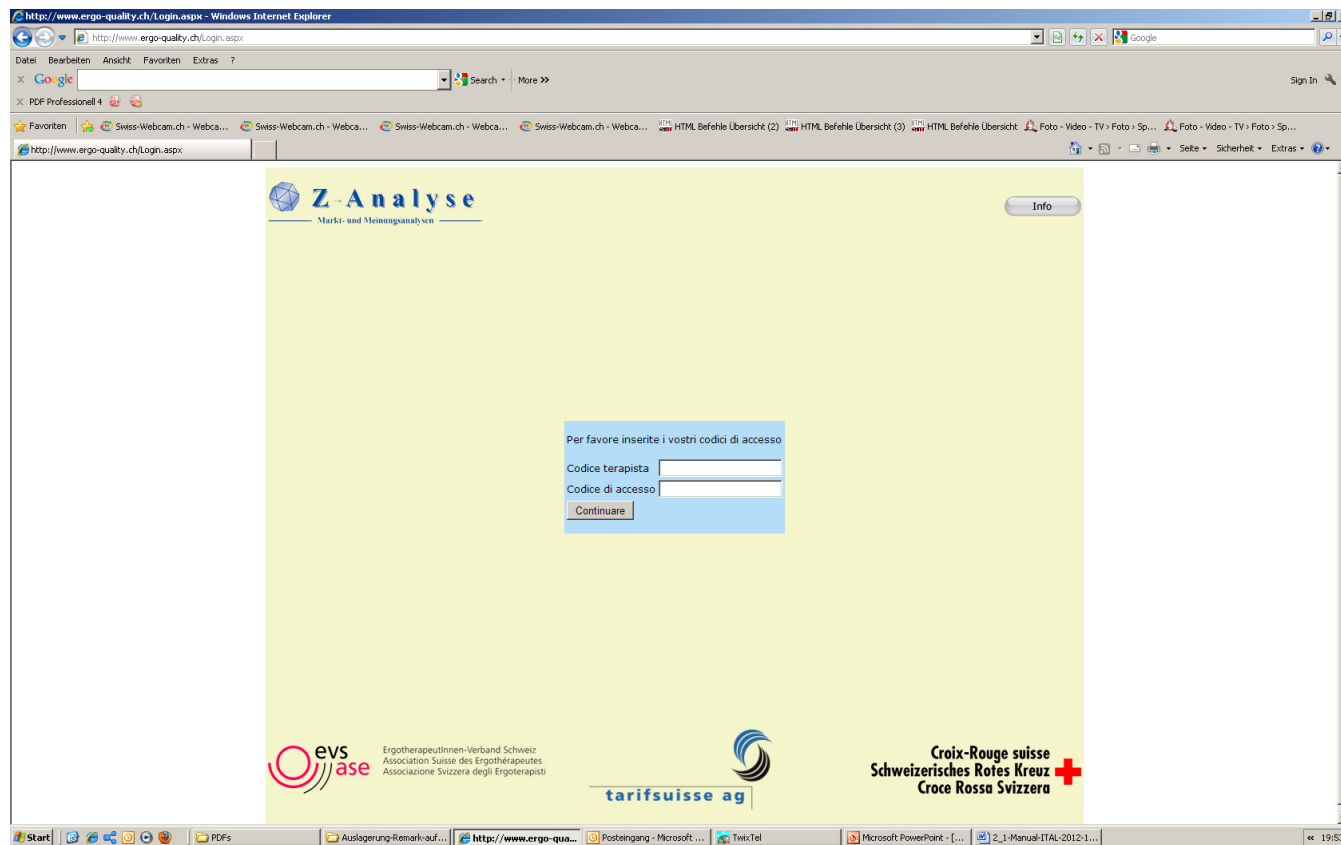 http://www.ergo-quality.ch/Login.aspx - Windows Internet Explorer
http://www.ergo-quality.ch/Login.aspx
Google
Datei Bearbeiten Ansicht Favoriten Extras ?
x Google Search More >> Sign In
x PDF Professionell 4
Favoriten Swiss-Webcam.ch - Webca... Swiss-Webcam.ch - Webca... Swiss-Webcam.ch - Webca... Swiss-Webcam.ch - Webca... HTML Befehle Übersicht (2) HTML Befehle Übersicht (3) HTML Befehle Übersicht Foto - Video - TV > Foto > Sp... Foto - Video - TV > Foto > Sp...
http://www.ergo-quality.ch/Login.aspx Seite Sicherheit Extras
Z-Analyse
Markt- und Meinungsanalysen
Info
Per favore inserite i vostri codici di accesso
Codice terapista
Codice di accesso
Continuare
evs
ase
ErgotherapeutInnen-Verband Schweiz
Association Suisse des Ergothérapeutes
Associazione Svizzera degli Ergoterapisti
tarifsuisse ag
Croix-Rouge suisse
Schweizerisches Rotes Kreuz
Croce Rossa Svizzera
Start PDFs Auslagerung-Remark-auf... http://www.ergo-qua... Posteingang - Microsoft ... TwixTel Microsoft PowerPoint - [... 2_1-Manual-ITAL-2012-1... « 19:53